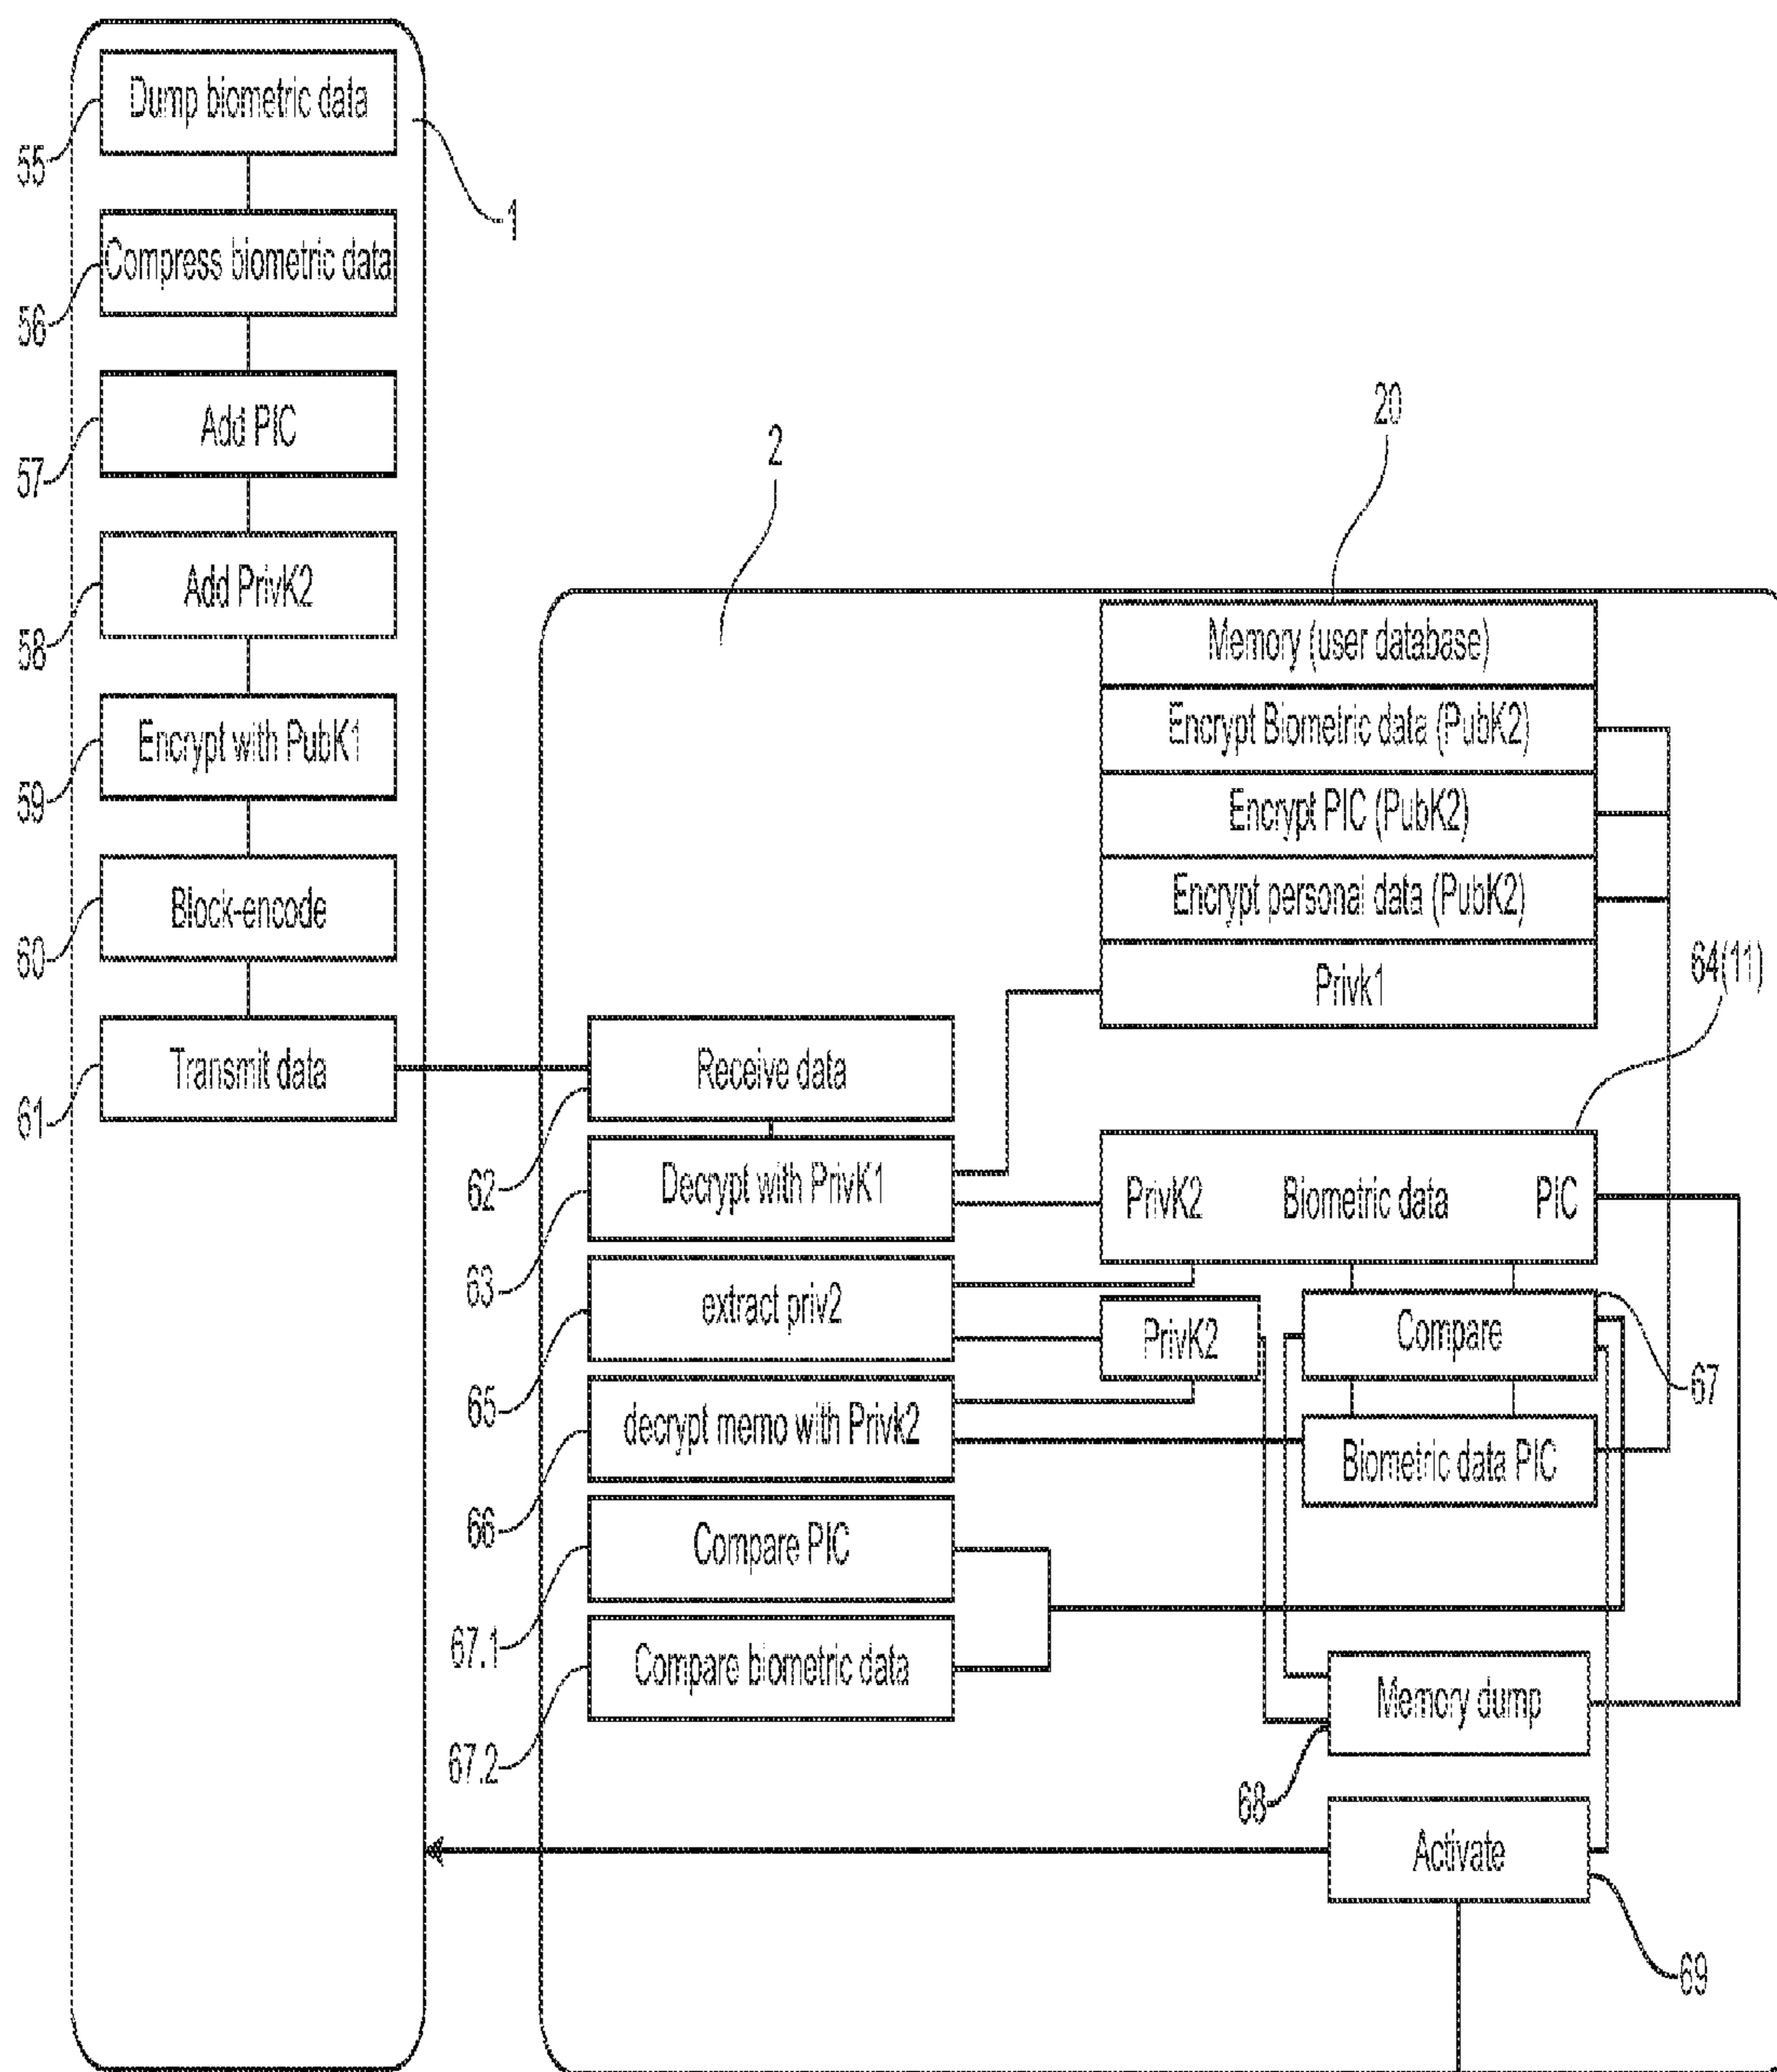 Dump biometric data
55
1
Compress biometric data
56
Add PIC
57
Add PrivK2
58
Encrypt with PubK1
59
Block-encode
60
Transmit data
61
2
20
Memory (user database)
Encrypt Biometric data (PubK2)
Encrypt PIC (PubK2)
Encrypt personal data (PubK2)
Privk1
64(11)
Receive data
62
Decrypt with PrivK1
63
PrivK2 Biometric data PIC
extract priv2
65
PrivK2
Compare
67
decrypt memo with Privk2
66
Biometric data PIC
Compare PIC
67.1
Compare biometric data
67.2
Memory dump
68
Activate
69